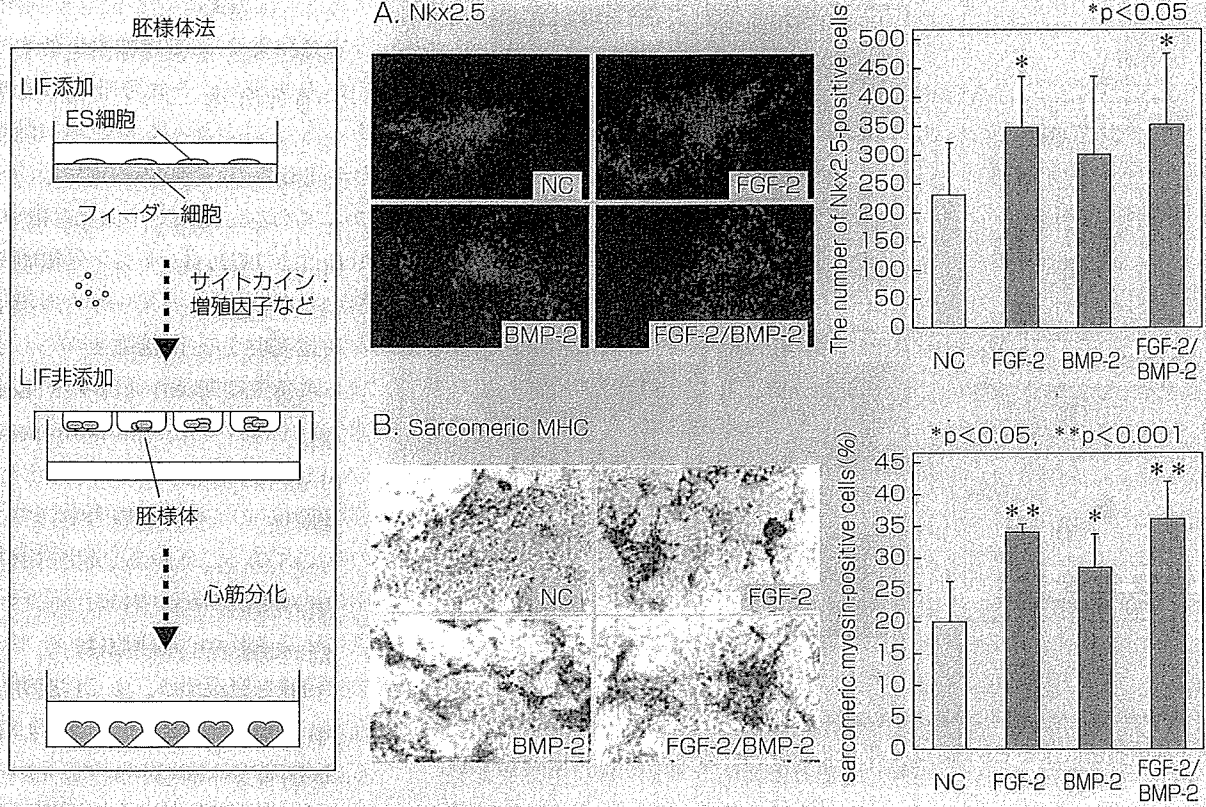 胚様体法
LIF添加
ES細胞
フィーダー細胞
サイトカイン・
増殖因子など
LIF非添加
胚様体
心筋分化
A. Nkx2.5
NC
FGF-2
BMP-2
FGF-2/BMP-2
*p<0.05
The number of Nkx2.5-positive cells
500
450
400
350
300
250
200
150
100
50
0
*
*
NC
FGF-2
BMP-2
FGF-2/
BMP-2
B. Sarcomeric MHC
NC
FGF-2
BMP-2
FGF-2/BMP-2
*p<0.05, **p<0.001
sarcomeric myosin-positive cells (%)
45
40
35
30
25
20
15
10
5
0
**
*
**
NC
FGF-2
BMP-2
FGF-2/
BMP-2